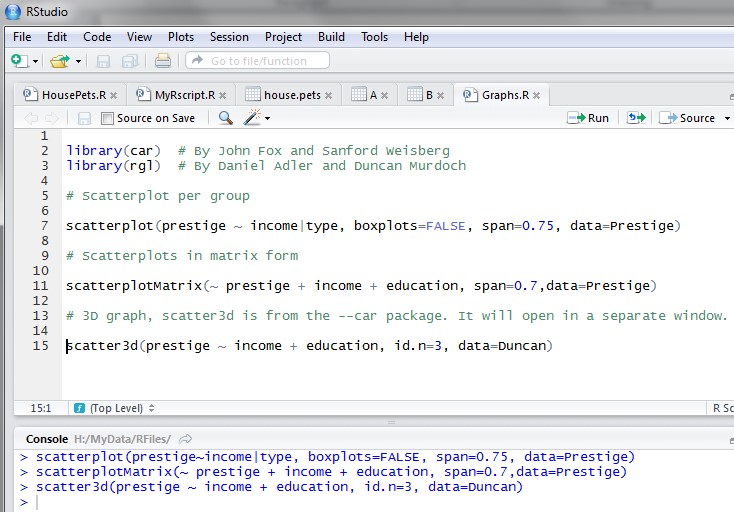 RStudio
File Edit Code View Plots Session Project Build Tools Help
Go to file/function
HousePets.R MyRscript.R house.pets A B Graphs.R
Source on Save Run Source
1
2 library(car) # By John Fox and Sanford Weisberg
3 library(rgl) # By Daniel Adler and Duncan Murdoch
4
5 # Scatterplot per group
6
7 scatterplot(prestige ~ income|type, boxplots=FALSE, span=0.75, data=Prestige)
8
9 # Scatterplots in matrix form
10
11 scatterplotMatrix(~ prestige + income + education, span=0.7,data=Prestige)
12
13 # 3D graph, scatter3d is from the --car package. It will open in a separate window.
14
15 scatter3d(prestige ~ income + education, id.n=3, data=Duncan)
15:1 (Top Level) R Sc
Console H:/MyData/RFiles/
> scatterplot(prestige~income|type, boxplots=FALSE, span=0.75, data=Prestige)
> scatterplotMatrix(~ prestige + income + education, span=0.7,data=Prestige)
> scatter3d(prestige ~ income + education, id.n=3, data=Duncan)
>